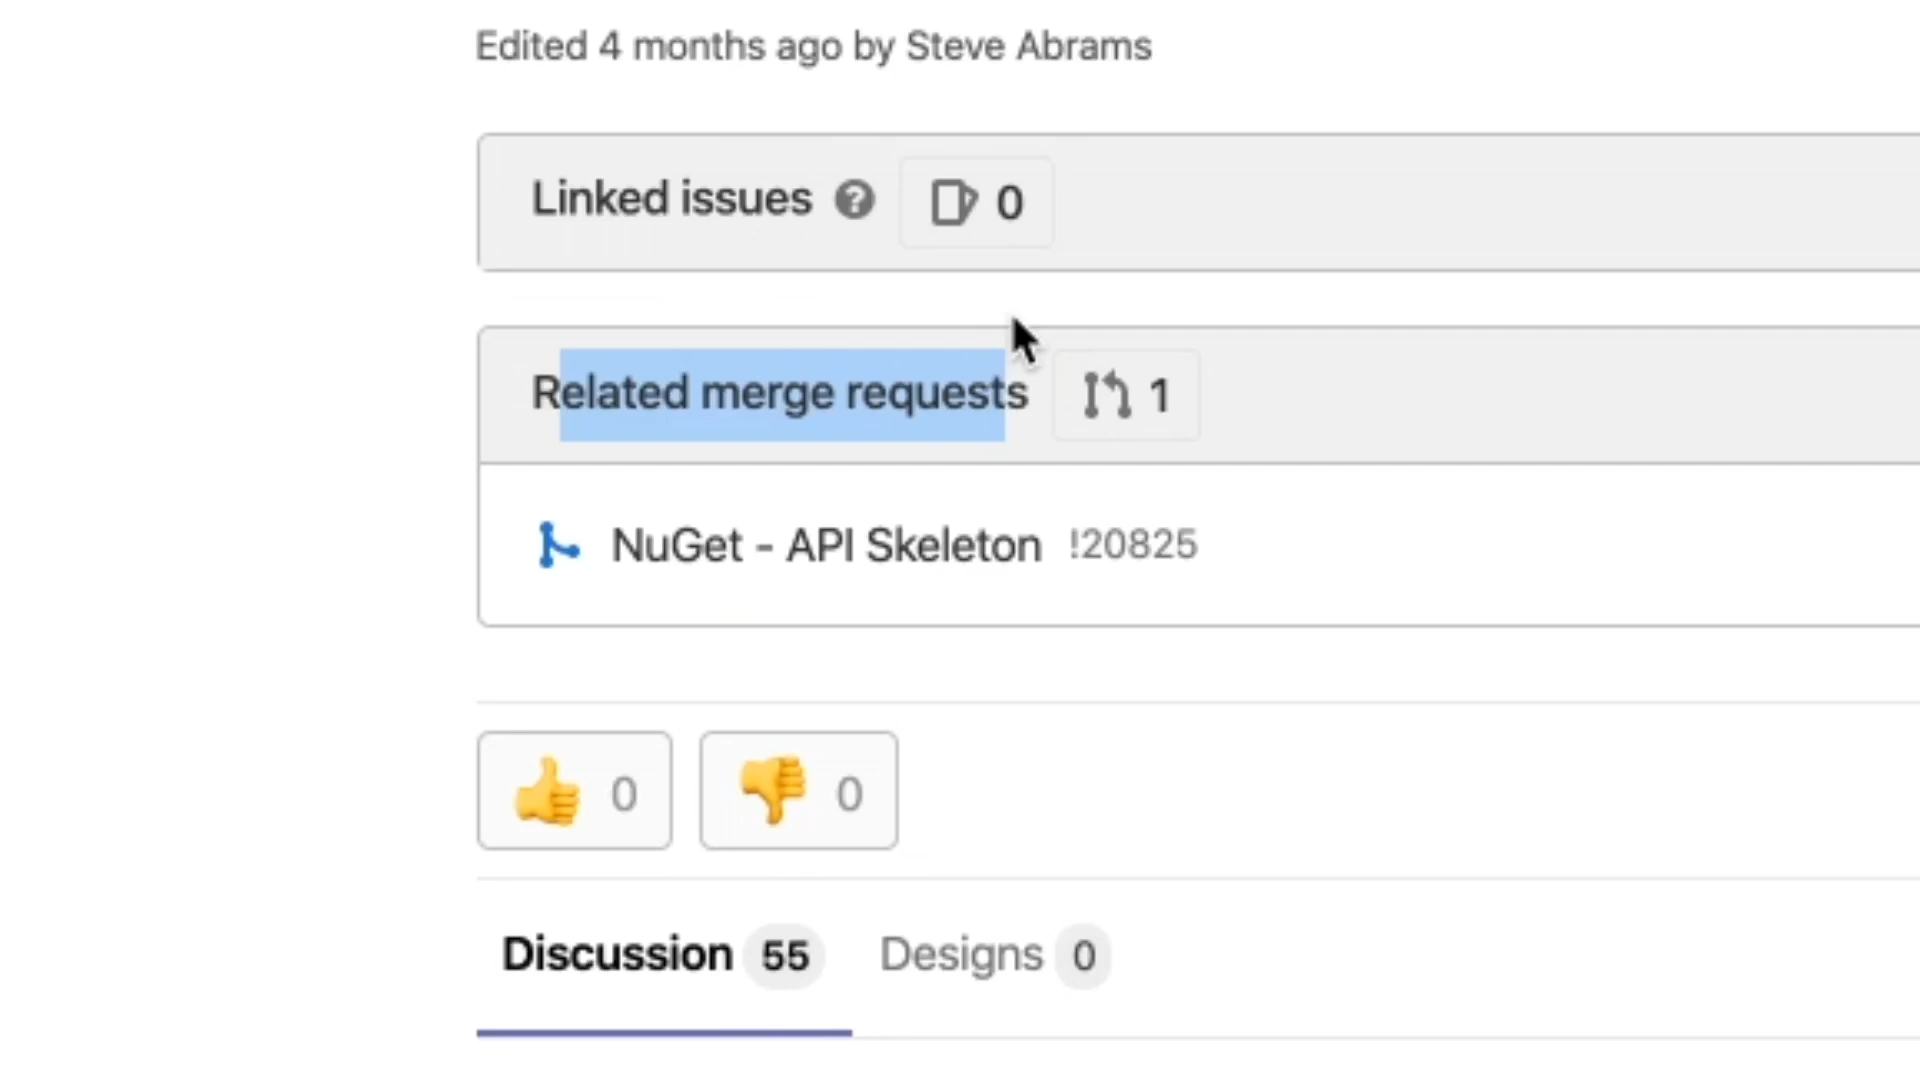 Edited 4 months ago by Steve Abrams
Linked issues ? 0
Related merge requests 1
NuGet - API Skeleton !20825
0 0
Discussion 55 Designs 0